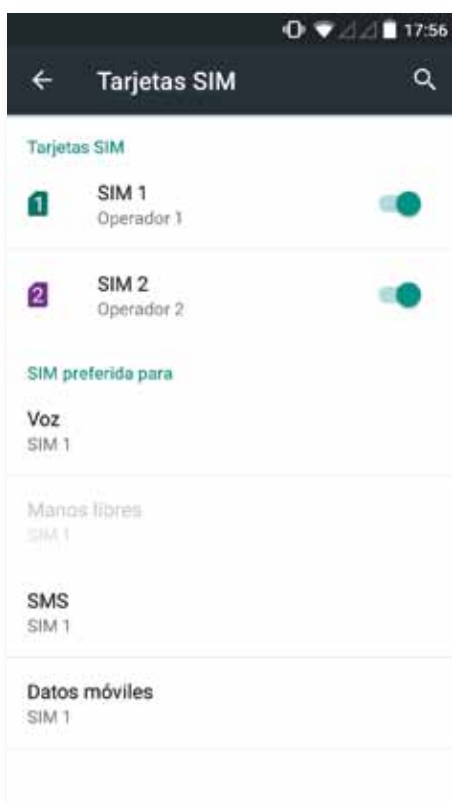 17:56
Tarjetas SIM
Tarjetas SIM
1
SIM 1
Operador 1
2
SIM 2
Operador 2
SIM preferida para
Voz
SIM 1
Manos libres
SIM 1
SMS
SIM 1
Datos móviles
SIM 1